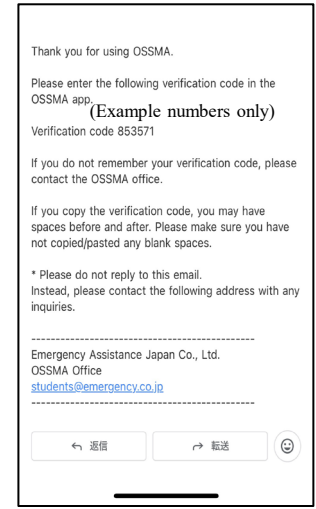 Thank you for using OSSMA.
Please enter the following verification code in the
OSSMA app.
(Example numbers only)
Verification code 853571
If you do not remember your verification code, please
contact the OSSMA office.
If you copy the verification code, you may have
spaces before and after. Please make sure you have
not copied/pasted any blank spaces.
* Please do not reply to this email.
Instead, please contact the following address with any
inquiries.
--------------------------------------------
Emergency Assistance Japan Co., Ltd.
OSSMA Office
students@emergency.co.jp
--------------------------------------------
返信
転送